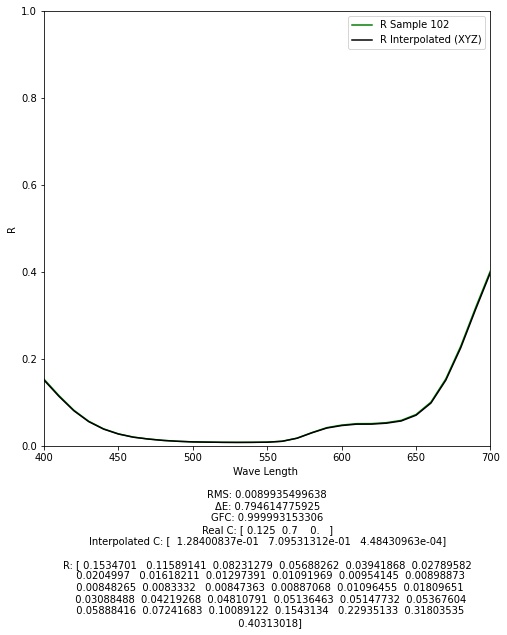 1.0
0.8
0.6
0.4
0.2
0.0
R
R Sample 102
R Interpolated (XYZ)
400 450 500 550 600 650 700
Wave Length
RMS: 0.0089935499638
ΔE: 0.794614775925
GFC: 0.999993153306
Real C: [ 0.125 0.7 0. ]
Interpolated C: [ 1.28400837e-01 7.09531312e-01 4.48430963e-04]
R: [ 0.1534701 0.11589141 0.08231279 0.05688262 0.03941868 0.02789582
0.0204997 0.01618211 0.01297391 0.01091969 0.00954145 0.00898873
0.00848265 0.0083332 0.00847363 0.00887068 0.01096455 0.01809651
0.03088488 0.04219268 0.04810791 0.05136463 0.05147732 0.05367604
0.05888416 0.07241683 0.10089122 0.1543134 0.22935133 0.31803535
0.40313018]